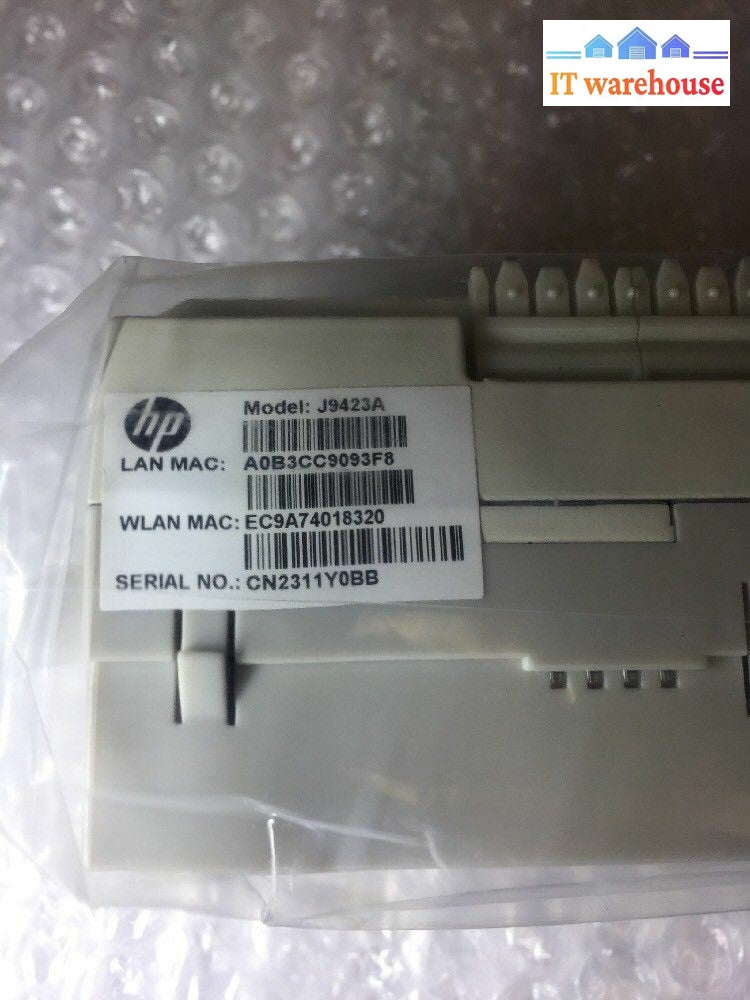 IT warehouse
hp
Model: J9423A
LAN MAC: A0B3CC9093F8
WLAN MAC: EC9A74018320
SERIAL NO.: CN2311Y0BB